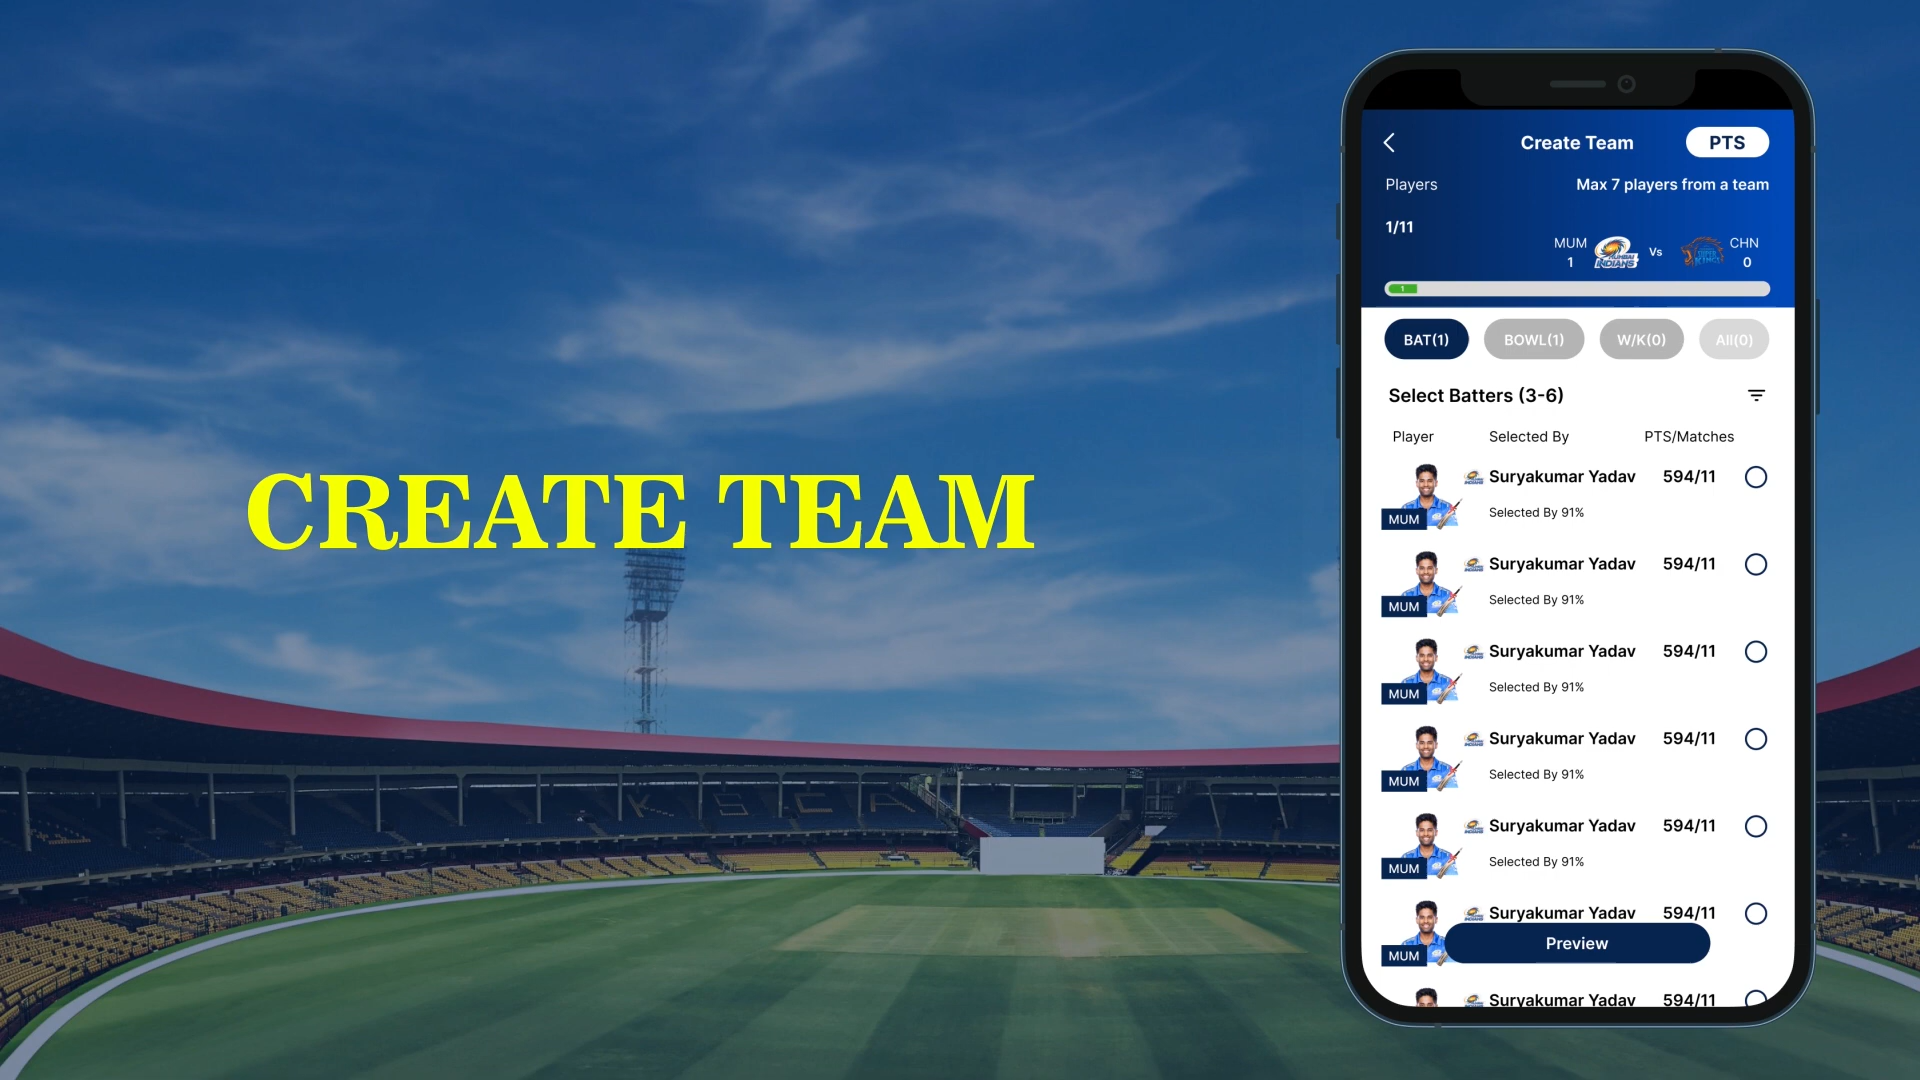 CREATE TEAM
Create Team
PTS
Players
Max 7 players from a team
1/11
MUM
1
MUMBAI INDIANS
Vs
SUPER KINGS
CHN
0
1
BAT(1)
BOWL(1)
W/K(0)
All(0)
Select Batters (3-6)
Player Selected By PTS/Matches
MUM
Suryakumar Yadav 594/11
Selected By 91%
MUM
Suryakumar Yadav 594/11
Selected By 91%
MUM
Suryakumar Yadav 594/11
Selected By 91%
MUM
Suryakumar Yadav 594/11
Selected By 91%
MUM
Suryakumar Yadav 594/11
Selected By 91%
MUM
Suryakumar Yadav 594/11
Preview
Suryakumar Yadav 594/11
K S C A